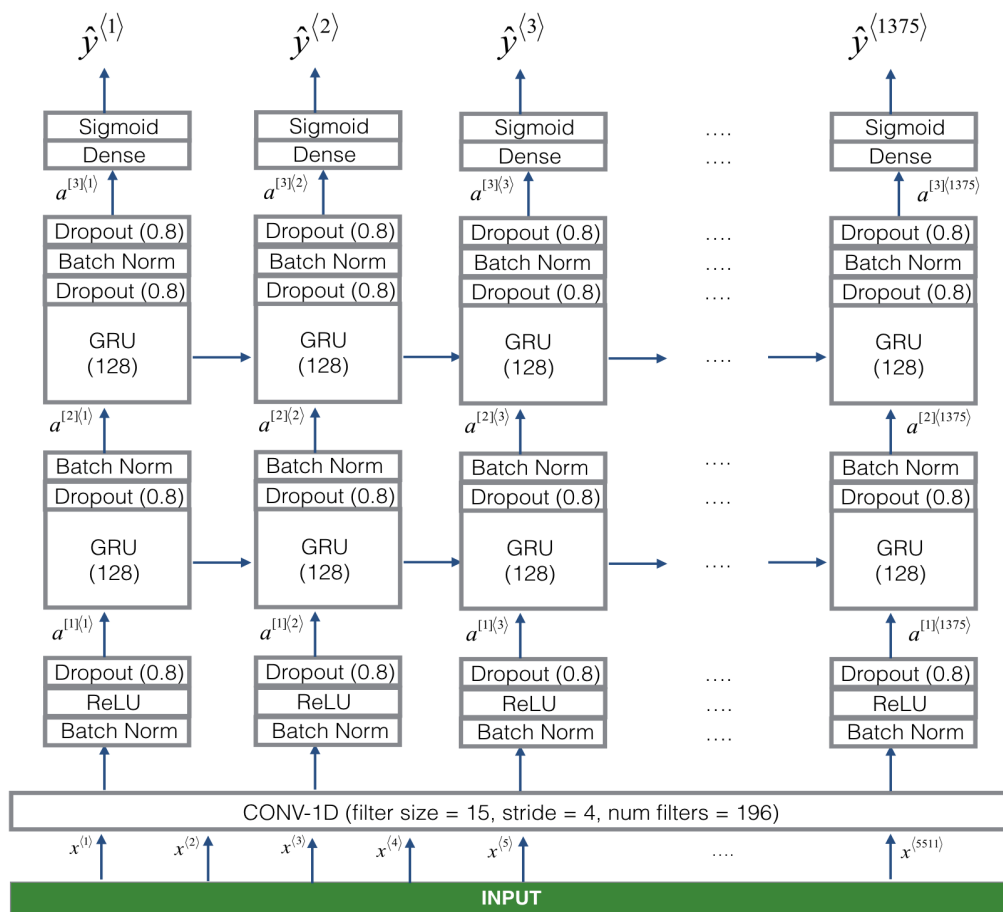 ŷ⟨1⟩ ŷ⟨2⟩ ŷ⟨3⟩ ŷ⟨1375⟩
Sigmoid Sigmoid Sigmoid .... Sigmoid
Dense Dense Dense .... Dense
a[3]⟨1⟩ a[3]⟨2⟩ a[3]⟨3⟩ a[3]⟨1375⟩
Dropout (0.8) Dropout (0.8) Dropout (0.8) .... Dropout (0.8)
Batch Norm Batch Norm Batch Norm .... Batch Norm
Dropout (0.8) Dropout (0.8) Dropout (0.8) .... Dropout (0.8)
GRU GRU GRU GRU
(128) (128) (128) .... (128)
a[2]⟨1⟩ a[2]⟨2⟩ a[2]⟨3⟩ a[2]⟨1375⟩
Batch Norm Batch Norm Batch Norm .... Batch Norm
Dropout (0.8) Dropout (0.8) Dropout (0.8) .... Dropout (0.8)
GRU GRU GRU GRU
(128) (128) (128) .... (128)
a[1]⟨1⟩ a[1]⟨2⟩ a[1]⟨3⟩ a[1]⟨1375⟩
Dropout (0.8) Dropout (0.8) Dropout (0.8) .... Dropout (0.8)
ReLU ReLU ReLU .... ReLU
Batch Norm Batch Norm Batch Norm .... Batch Norm
CONV-1D (filter size = 15, stride = 4, num filters = 196)
x⟨1⟩ x⟨2⟩ x⟨3⟩ x⟨4⟩ x⟨5⟩ .... x⟨5511⟩
INPUT